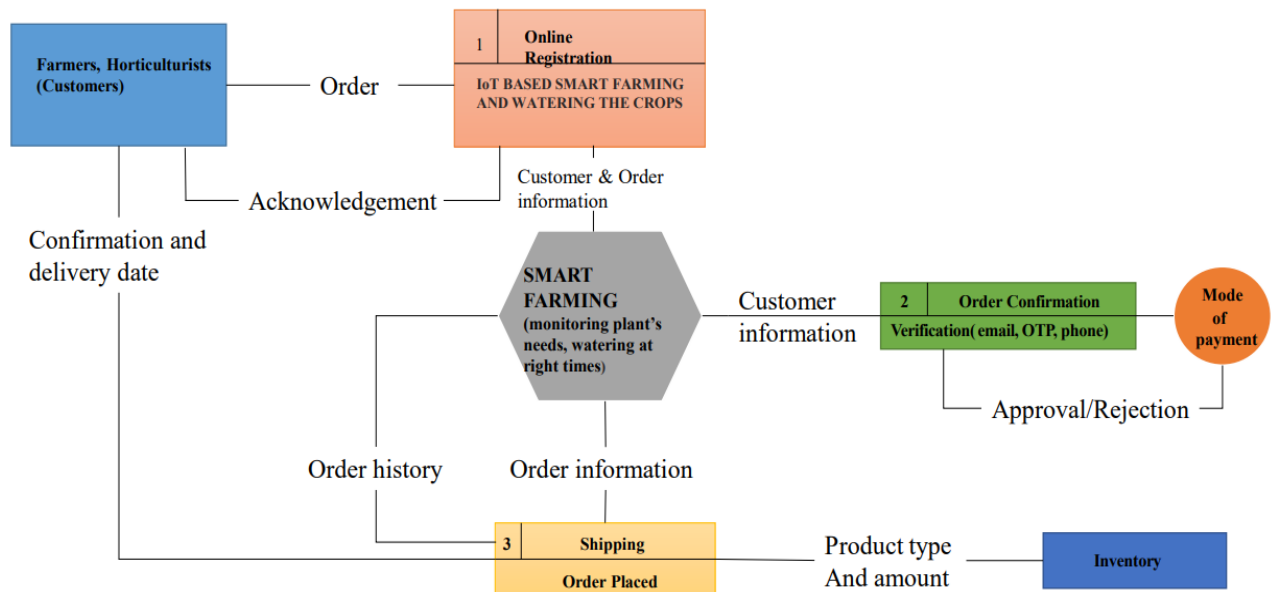 Farmers, Horticulturists
(Customers)
Order
1
Online
Registration
IoT BASED SMART FARMING
AND WATERING THE CROPS
Acknowledgement
Customer & Order
information
Confirmation and
delivery date
SMART
FARMING
(monitoring plant's
needs, watering at
right times)
Customer
information
2
Order Confirmation
Verification( email, OTP, phone)
Mode
of
payment
Approval/Rejection
Order history
Order information
3
Shipping
Order Placed
Product type
And amount
Inventory